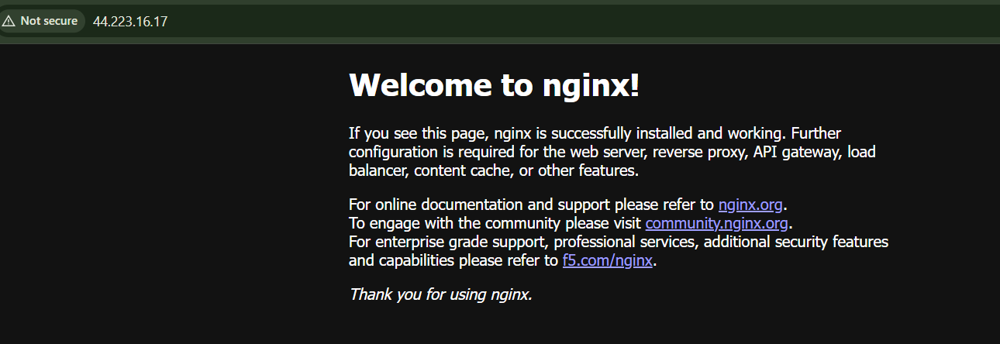 Not secure 44.223.16.17
Welcome to nginx!
If you see this page, nginx is successfully installed and working. Further
configuration is required for the web server, reverse proxy, API gateway, load
balancer, content cache, or other features.
For online documentation and support please refer to nginx.org.
To engage with the community please visit community.nginx.org.
For enterprise grade support, professional services, additional security features
and capabilities please refer to f5.com/nginx.
Thank you for using nginx.